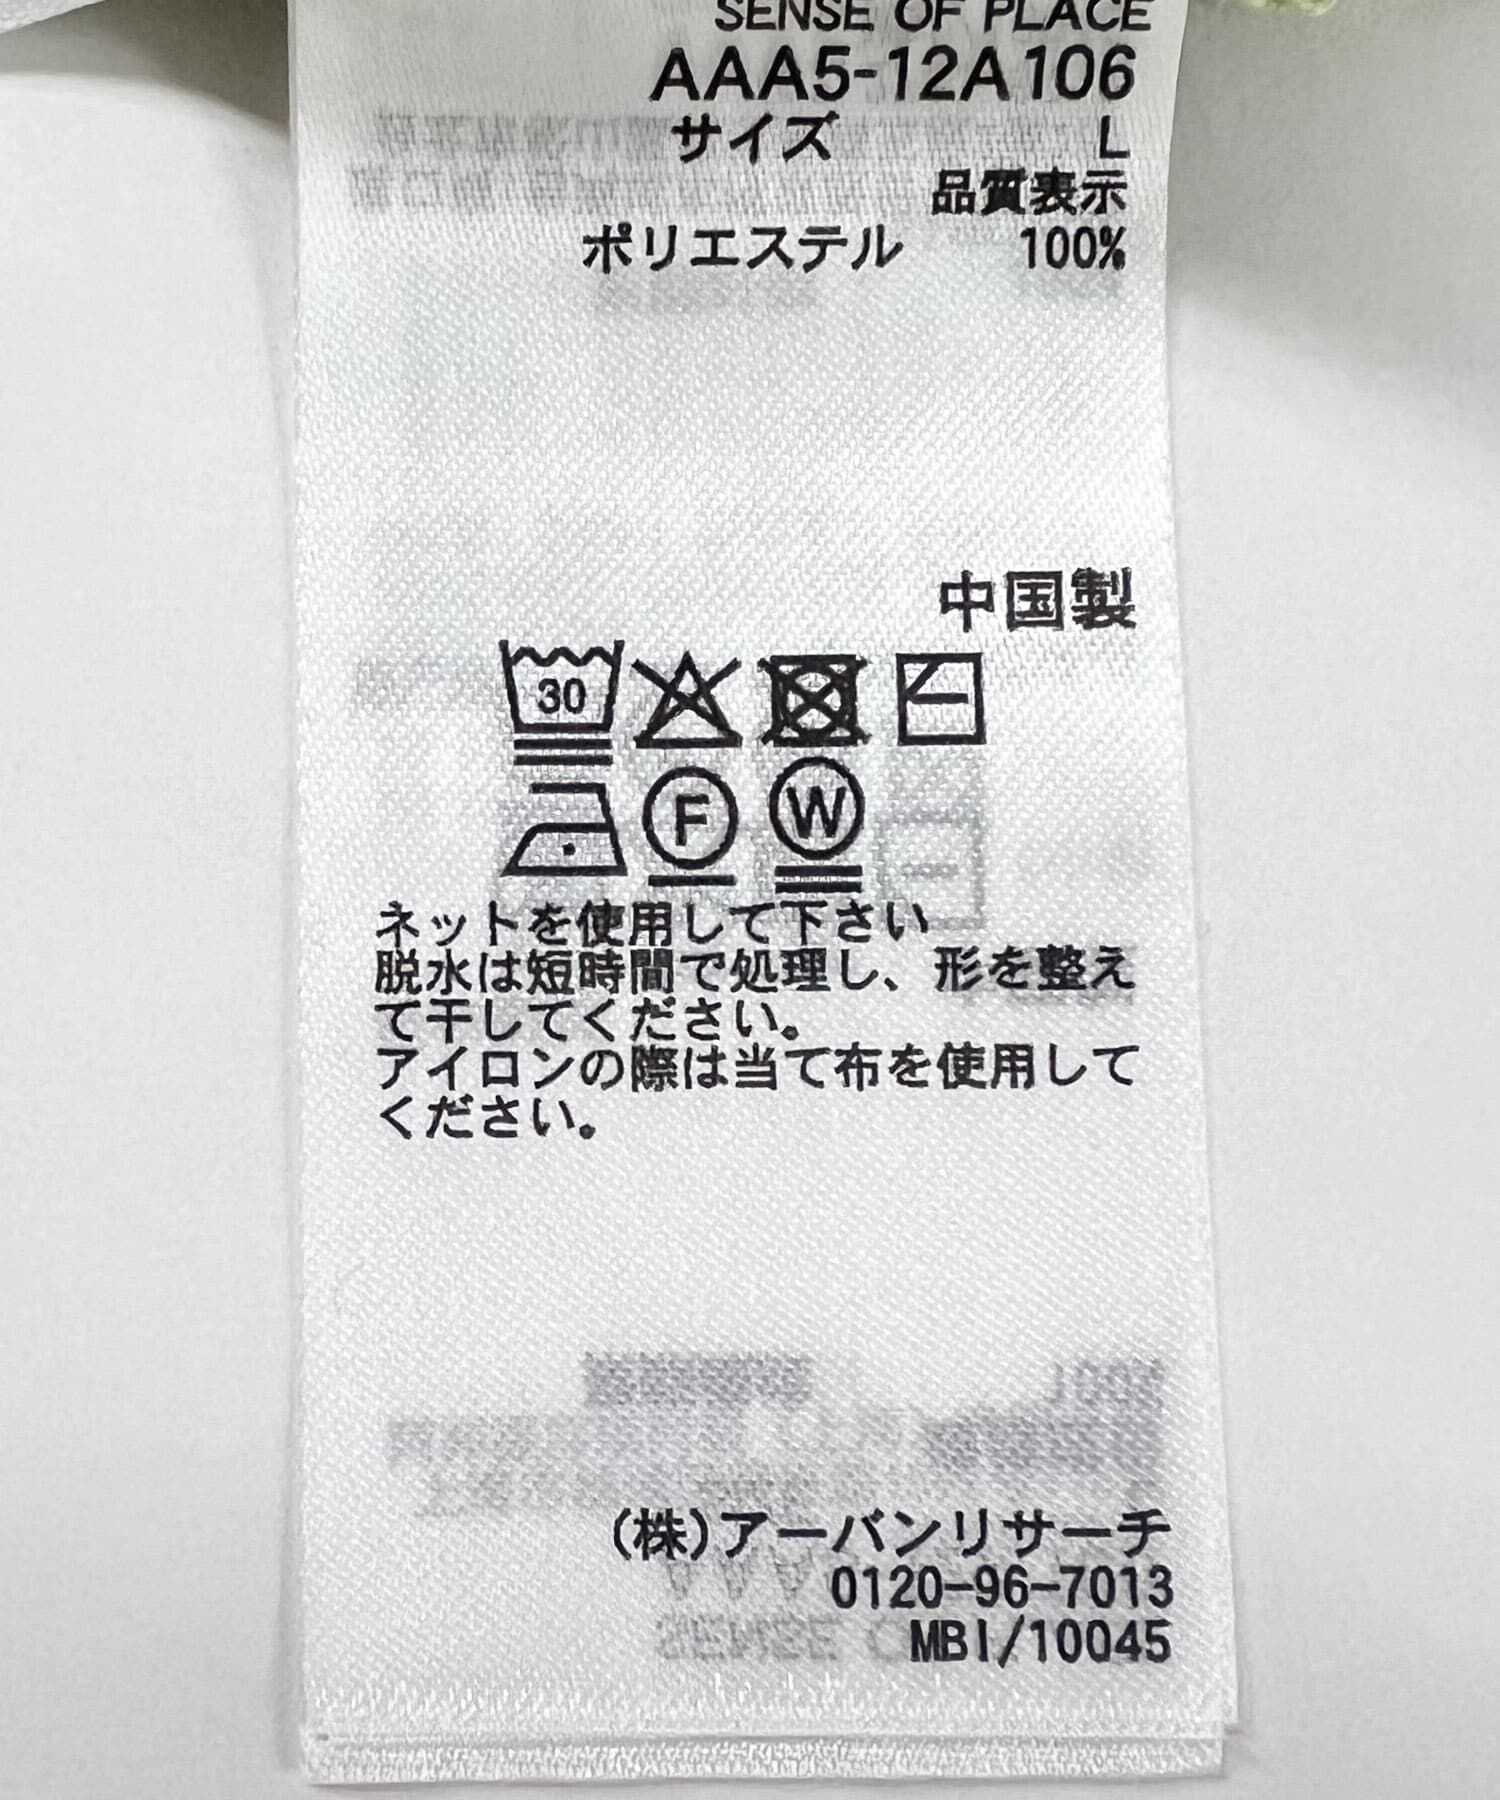 SENSE OF PLACE
AAA5-12A106
サイズ L
品質表示
ポリエステル 100%
中国製
30
F W
ネットを使用して下さい
脱水は短時間で処理し、形を整え
て干してください。
アイロンの際は当て布を使用して
ください。
(株)アーバンリサーチ
0120-96-7013
MBI/10045